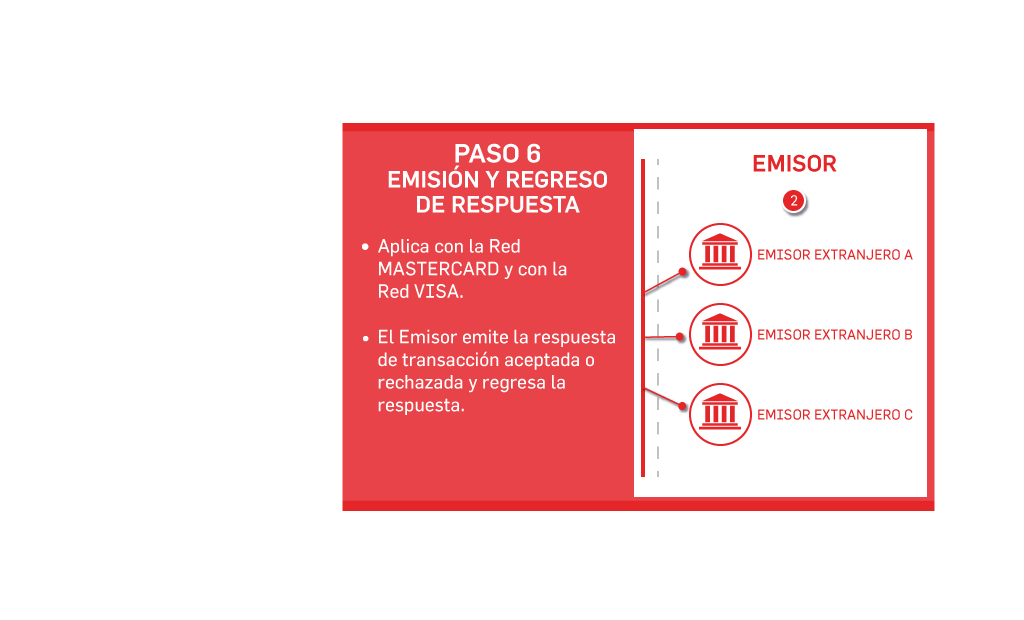 PASO 6
EMISIÓN Y REGRESO
DE RESPUESTA
• Aplica con la Red
MASTERCARD y con la
Red VISA.
• El Emisor emite la respuesta
de transacción aceptada o
rechazada y regresa la
respuesta.
EMISOR
2
EMISOR EXTRANJERO A
EMISOR EXTRANJERO B
EMISOR EXTRANJERO C